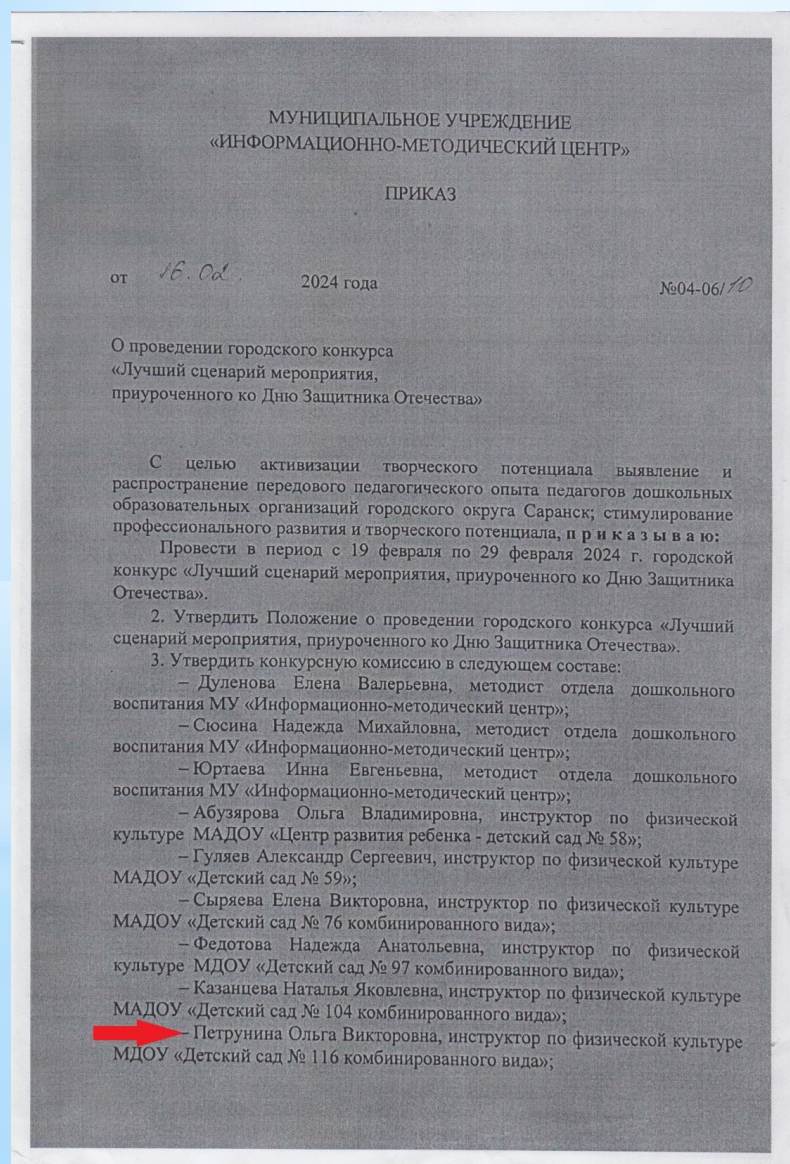 МУНИЦИПАЛЬНОЕ УЧРЕЖДЕНИЕ
«ИНФОРМАЦИОННО-МЕТОДИЧЕСКИЙ ЦЕНТР»
ПРИКАЗ
от 16.02. 2024 года №04-06/10
О проведении городского конкурса
«Лучший сценарий мероприятия,
приуроченного ко Дню Защитника Отечества»
С целью активизации творческого потенциала выявление и
распространение передового педагогического опыта педагогов дошкольных
образовательных организаций городского округа Саранск; стимулирование
профессионального развития и творческого потенциала, п р и к а з ы в а ю:
Провести в период с 19 февраля по 29 февраля 2024 г. городской
конкурс «Лучший сценарий мероприятия, приуроченного ко Дню Защитника
Отечества».
2. Утвердить Положение о проведении городского конкурса «Лучший
сценарий мероприятия, приуроченного ко Дню Защитника Отечества».
3. Утвердить конкурсную комиссию в следующем составе:
– Дуленова Елена Валерьевна, методист отдела дошкольного
воспитания МУ «Информационно-методический центр»;
– Сюсина Надежда Михайловна, методист отдела дошкольного
воспитания МУ «Информационно-методический центр»;
– Юртаева Инна Евгеньевна, методист отдела дошкольного
воспитания МУ «Информационно-методический центр»;
– Абузярова Ольга Владимировна, инструктор по физической
культуре МАДОУ «Центр развития ребенка - детский сад № 58»;
– Гуляев Александр Сергеевич, инструктор по физической культуре
МАДОУ «Детский сад № 59»;
– Сыряева Елена Викторовна, инструктор по физической культуре
МАДОУ «Детский сад № 76 комбинированного вида»;
– Федотова Надежда Анатольевна, инструктор по физической
культуре МДОУ «Детский сад № 97 комбинированного вида»;
– Казанцева Наталья Яковлевна, инструктор по физической культуре
МАДОУ «Детский сад № 104 комбинированного вида»;
– Петрунина Ольга Викторовна, инструктор по физической культуре
МДОУ «Детский сад № 116 комбинированного вида»;